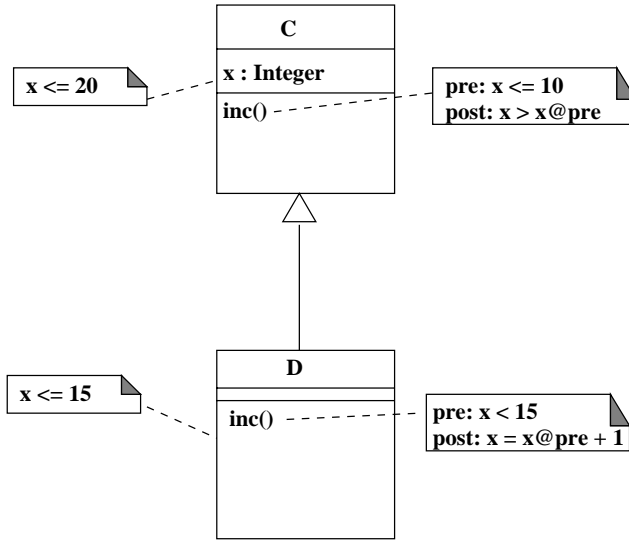 C
x <= 20
x : Integer
pre: x <= 10
post: x > x@pre
inc()
D
x <= 15
inc()
pre: x < 15
post: x = x@pre + 1